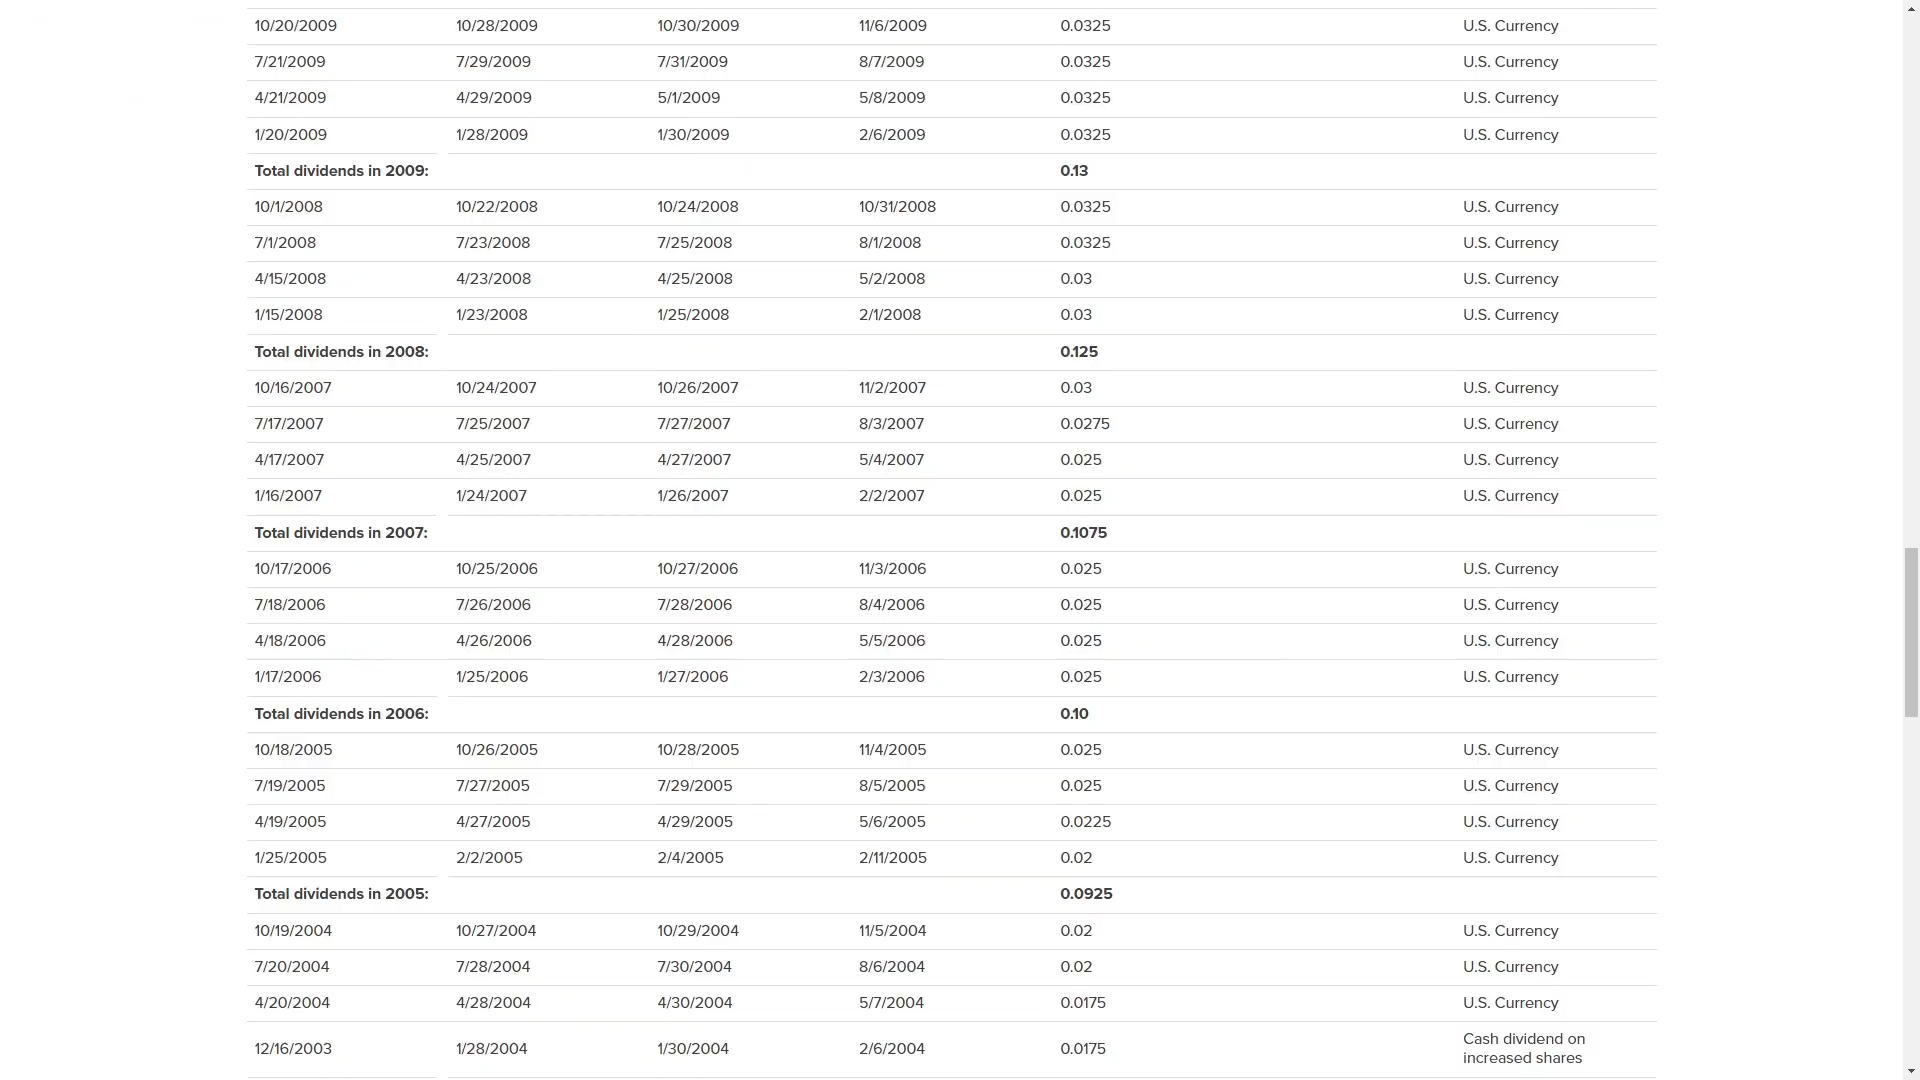 10/20/2009 10/28/2009 10/30/2009 11/6/2009 0.0325 U.S. Currency
7/21/2009 7/29/2009 7/31/2009 8/7/2009 0.0325 U.S. Currency
4/21/2009 4/29/2009 5/1/2009 5/8/2009 0.0325 U.S. Currency
1/20/2009 1/28/2009 1/30/2009 2/6/2009 0.0325 U.S. Currency
Total dividends in 2009: 0.13
10/1/2008 10/22/2008 10/24/2008 10/31/2008 0.0325 U.S. Currency
7/1/2008 7/23/2008 7/25/2008 8/1/2008 0.0325 U.S. Currency
4/15/2008 4/23/2008 4/25/2008 5/2/2008 0.03 U.S. Currency
1/15/2008 1/23/2008 1/25/2008 2/1/2008 0.03 U.S. Currency
Total dividends in 2008: 0.125
10/16/2007 10/24/2007 10/26/2007 11/2/2007 0.03 U.S. Currency
7/17/2007 7/25/2007 7/27/2007 8/3/2007 0.0275 U.S. Currency
4/17/2007 4/25/2007 4/27/2007 5/4/2007 0.025 U.S. Currency
1/16/2007 1/24/2007 1/26/2007 2/2/2007 0.025 U.S. Currency
Total dividends in 2007: 0.1075
10/17/2006 10/25/2006 10/27/2006 11/3/2006 0.025 U.S. Currency
7/18/2006 7/26/2006 7/28/2006 8/4/2006 0.025 U.S. Currency
4/18/2006 4/26/2006 4/28/2006 5/5/2006 0.025 U.S. Currency
1/17/2006 1/25/2006 1/27/2006 2/3/2006 0.025 U.S. Currency
Total dividends in 2006: 0.10
10/18/2005 10/26/2005 10/28/2005 11/4/2005 0.025 U.S. Currency
7/19/2005 7/27/2005 7/29/2005 8/5/2005 0.025 U.S. Currency
4/19/2005 4/27/2005 4/29/2005 5/6/2005 0.0225 U.S. Currency
1/25/2005 2/2/2005 2/4/2005 2/11/2005 0.02 U.S. Currency
Total dividends in 2005: 0.0925
10/19/2004 10/27/2004 10/29/2004 11/5/2004 0.02 U.S. Currency
7/20/2004 7/28/2004 7/30/2004 8/6/2004 0.02 U.S. Currency
4/20/2004 4/28/2004 4/30/2004 5/7/2004 0.0175 U.S. Currency
12/16/2003 1/28/2004 1/30/2004 2/6/2004 0.0175 Cash dividend on
increased shares